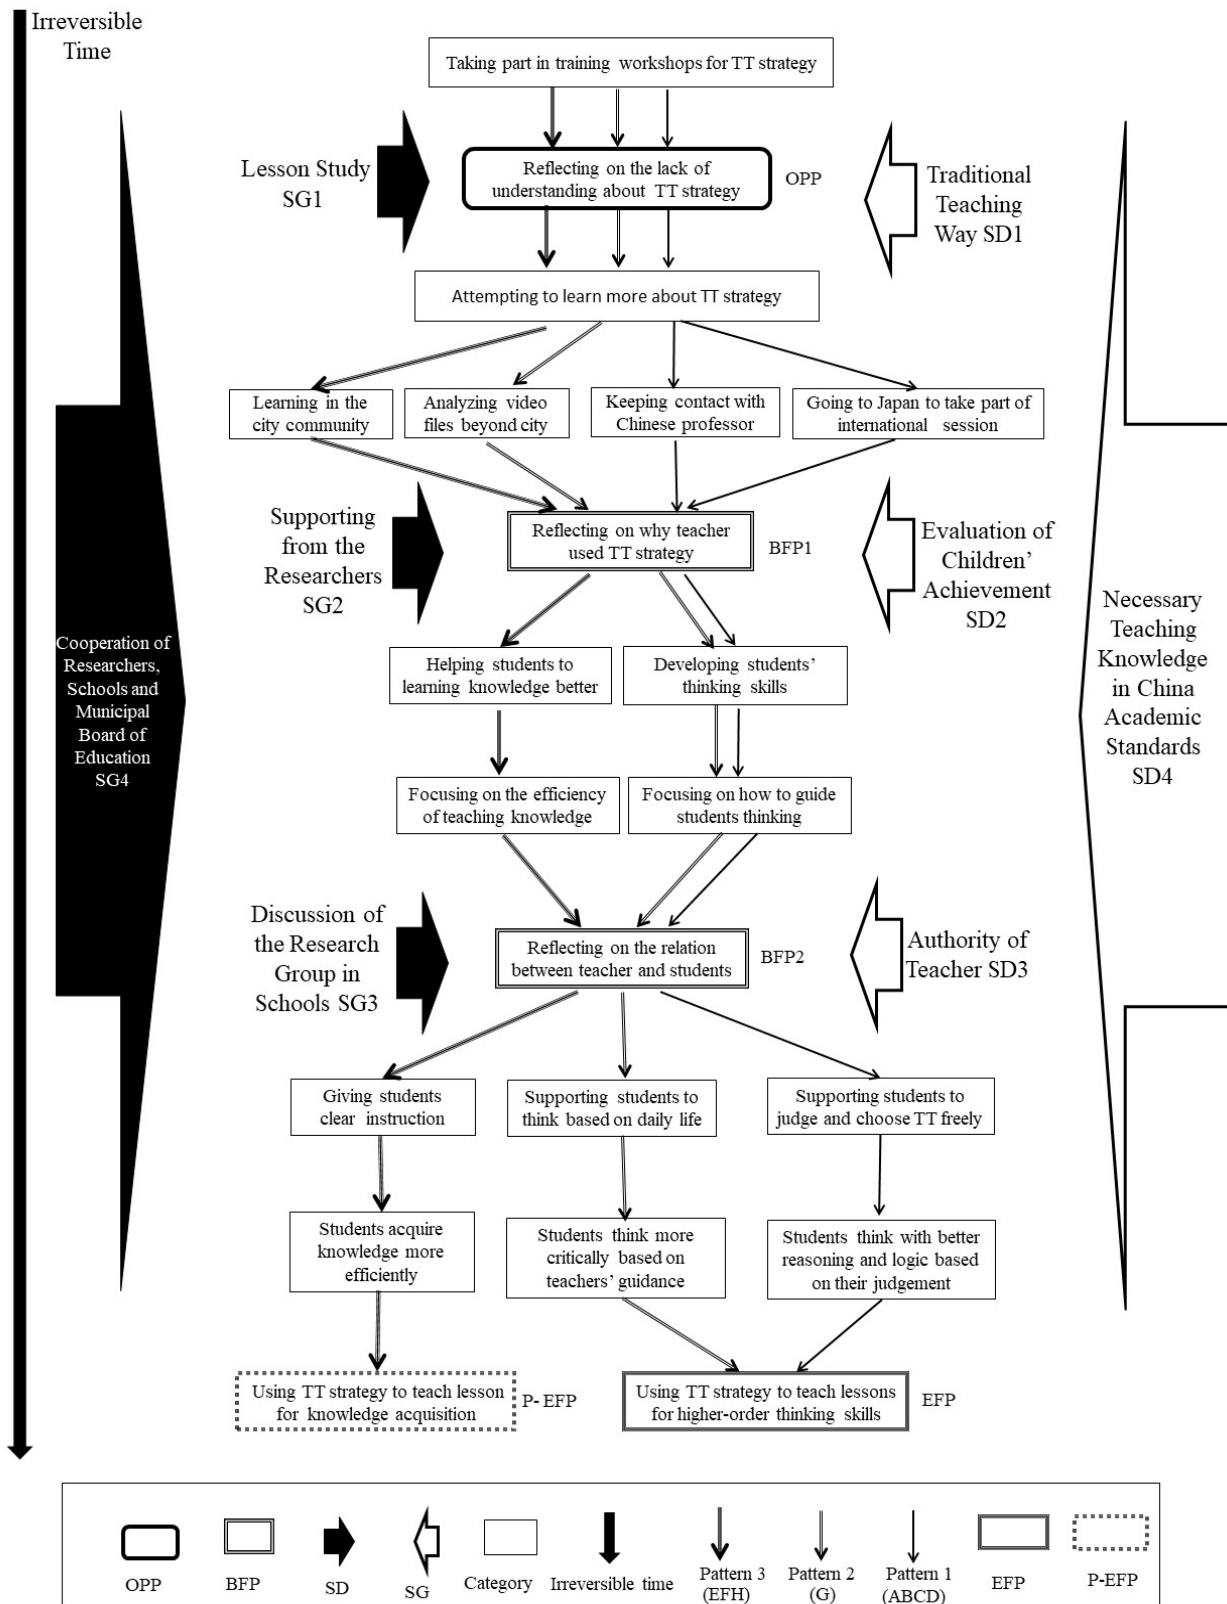 Irreversible
Time
Taking part in training workshops for TT strategy
Lesson Study
SG1
Reflecting on the lack of
understanding about TT strategy
OPP
Traditional
Teaching
Way SD1
Attempting to learn more about TT strategy
Learning in the
city community
Analyzing video
files beyond city
Keeping contact with
Chinese professor
Going to Japan to take part of
international session
Supporting
from the
Researchers
SG2
Reflecting on why teacher
used TT strategy
BFP1
Evaluation of
Children'
Achievement
SD2
Cooperation of
Researchers,
Schools and
Municipal
Board of
Education
SG4
Necessary
Teaching
Knowledge
in China
Academic
Standards
SD4
Helping students to
learning knowledge better
Developing students'
thinking skills
Focusing on the efficiency
of teaching knowledge
Focusing on how to guide
students thinking
Discussion of
the Research
Group in
Schools SG3
Reflecting on the relation
between teacher and students
BFP2
Authority of
Teacher SD3
Giving students
clear instruction
Supporting students to
think based on daily life
Supporting students to
judge and choose TT freely
Students acquire
knowledge more
efficiently
Students think more
critically based on
teachers' guidance
Students think with better
reasoning and logic based
on their judgement
Using TT strategy to teach lesson
for knowledge acquisition
P- EFP
Using TT strategy to teach lessons
for higher-order thinking skills
EFP
OPP
BFP
SD
SG
Category
Irreversible time
Pattern 3
(EFH)
Pattern 2
(G)
Pattern 1
(ABCD)
EFP
P-EFP